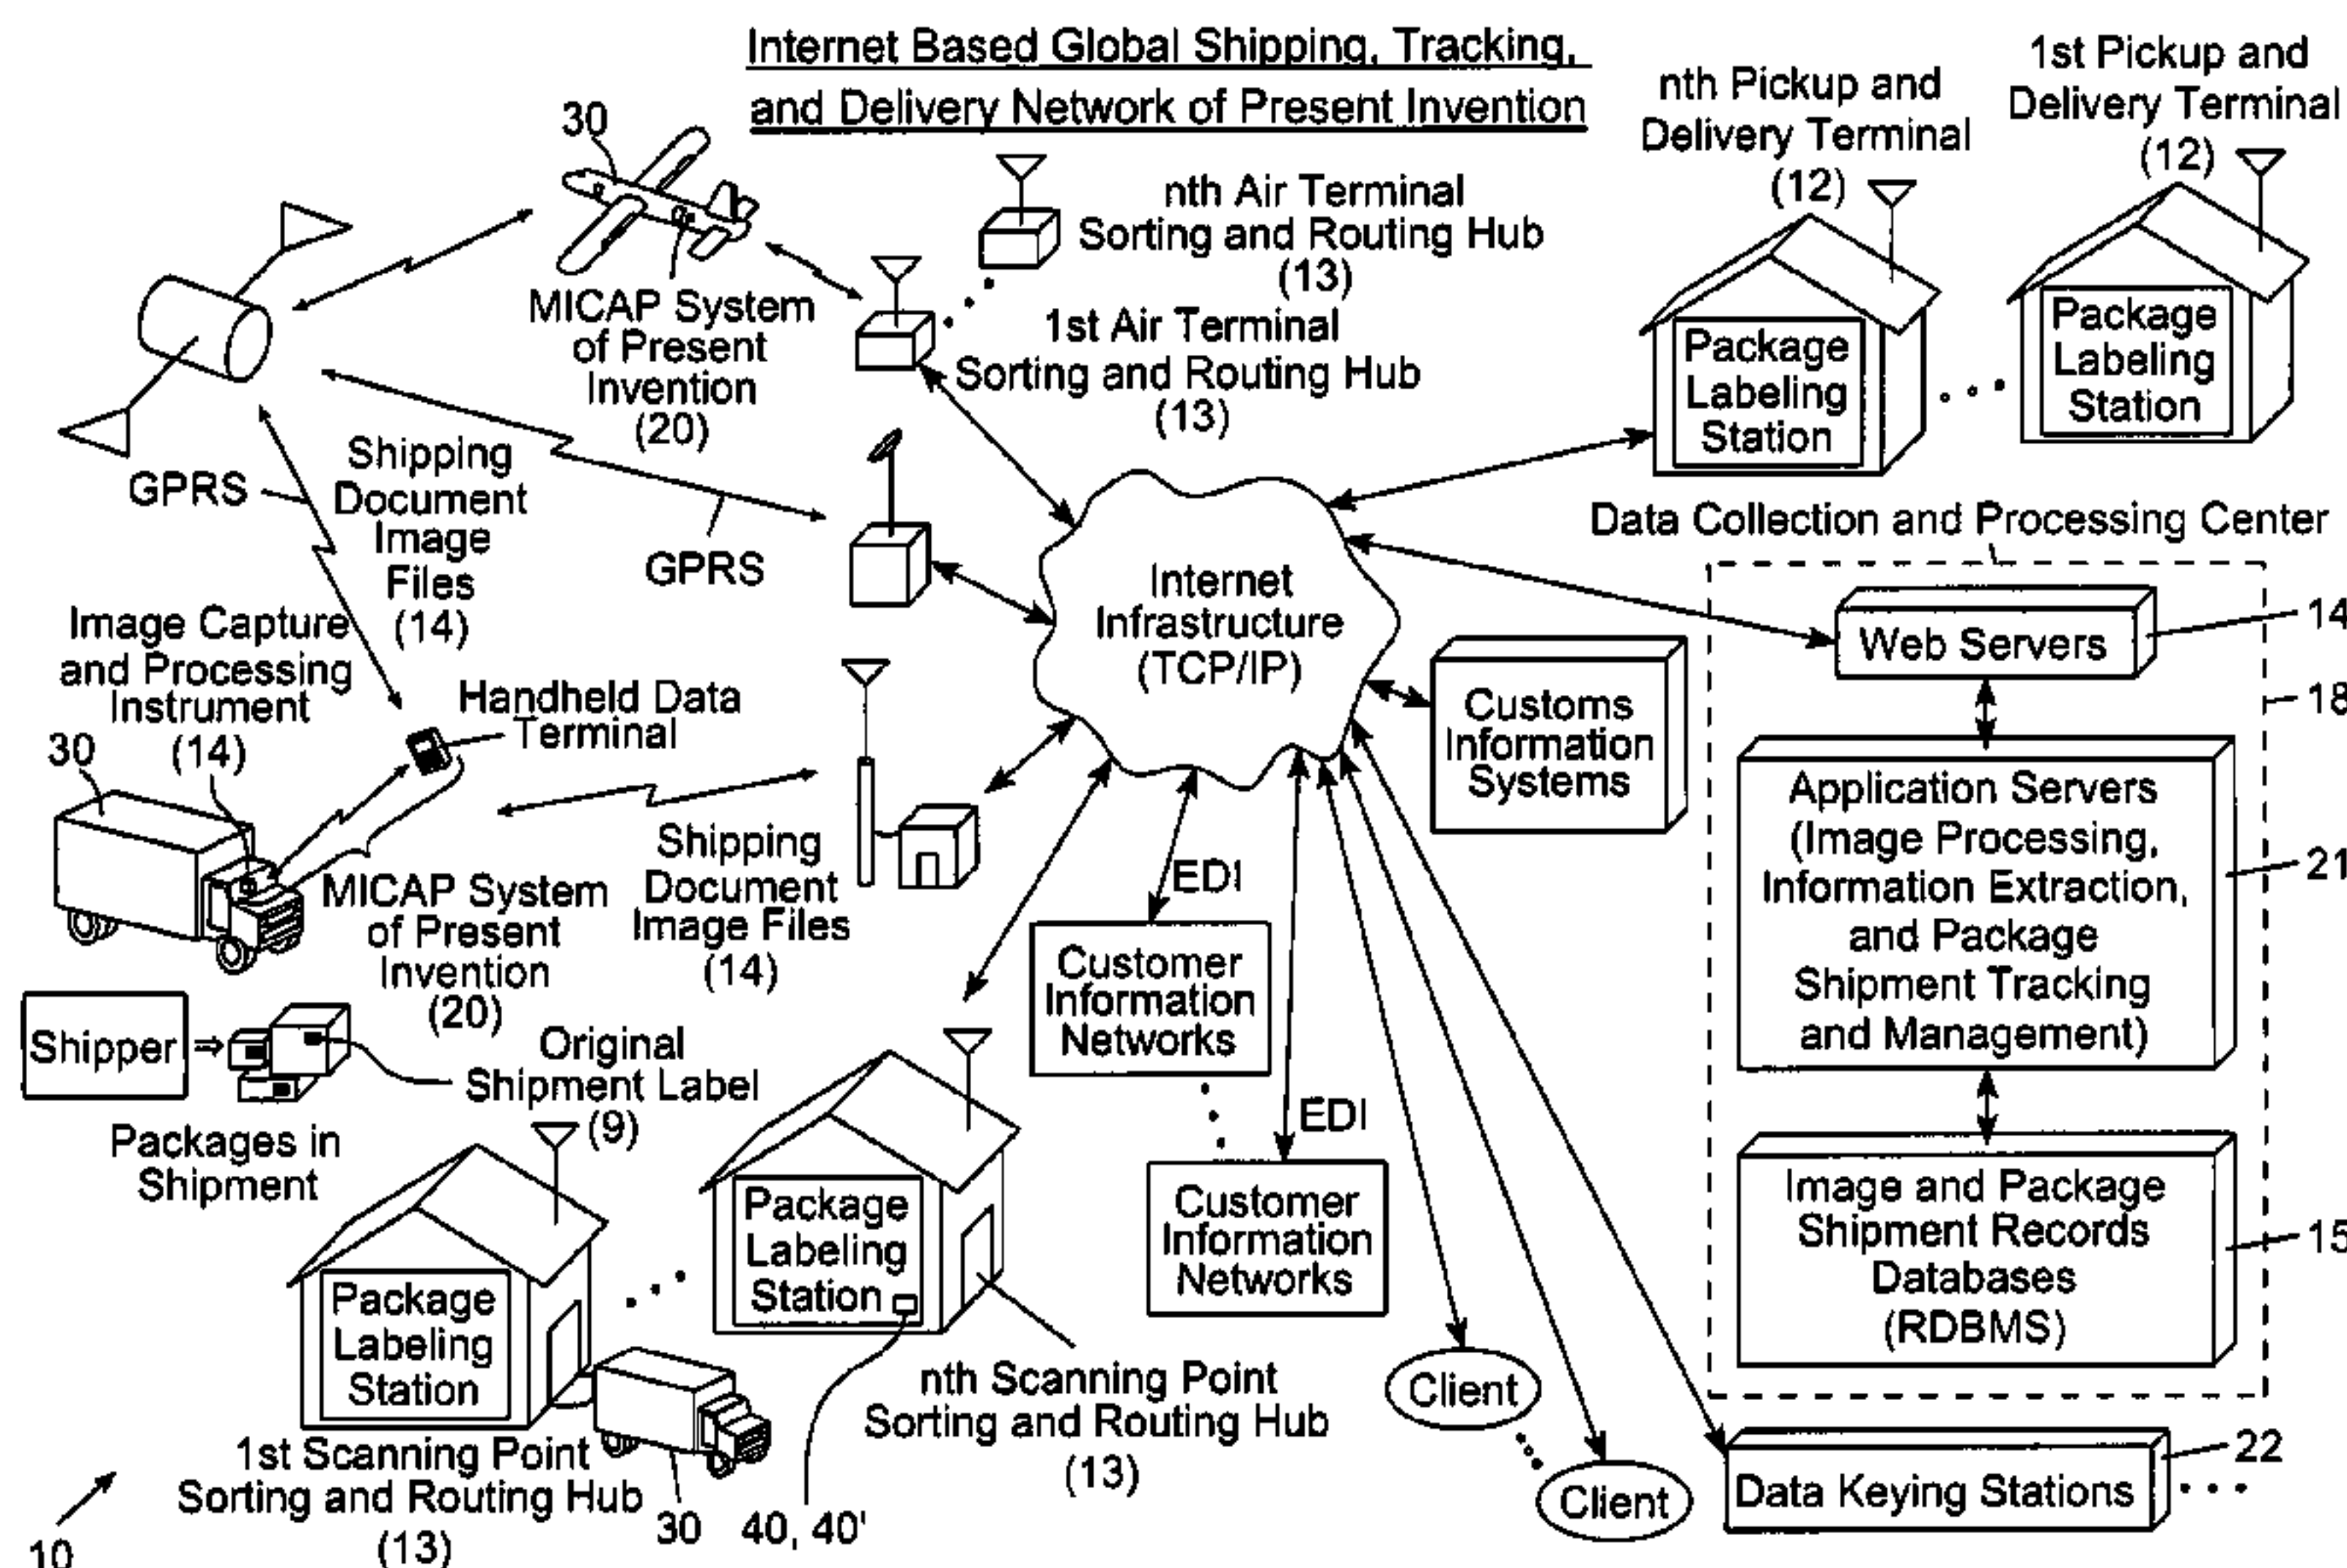 Internet Based Global Shipping, Tracking,
and Delivery Network of Present Invention
30
nth Air Terminal
Sorting and Routing Hub
(13)
1st Air Terminal
Sorting and Routing Hub
(13)
MICAP System
of Present
Invention
(20)
nth Pickup and
Delivery Terminal
(12)
1st Pickup and
Delivery Terminal
(12)
Package
Labeling
Station
Package
Labeling
Station
GPRS
Shipping
Document
Image
Files
(14)
GPRS
Image Capture
and Processing
Instrument
(14)
30
Handheld Data
Terminal
Internet
Infrastructure
(TCP/IP)
Data Collection and Processing Center
Web Servers
14
18
Customs
Information
Systems
Application Servers
(Image Processing,
Information Extraction,
and Package
Shipment Tracking
and Management)
21
MICAP System
of Present
Invention
(20)
Shipping
Document
Image Files
(14)
EDI
Customer
Information
Networks
EDI
Customer
Information
Networks
Shipper
Original
Shipment Label
(9)
Packages in
Shipment
Package
Labeling
Station
Package
Labeling
Station
Image and Package
Shipment Records
Databases
(RDBMS)
15
nth Scanning Point
Sorting and Routing Hub
(13)
1st Scanning Point
Sorting and Routing Hub
(13)
30
40, 40'
Client
Client
22
Data Keying Stations
10